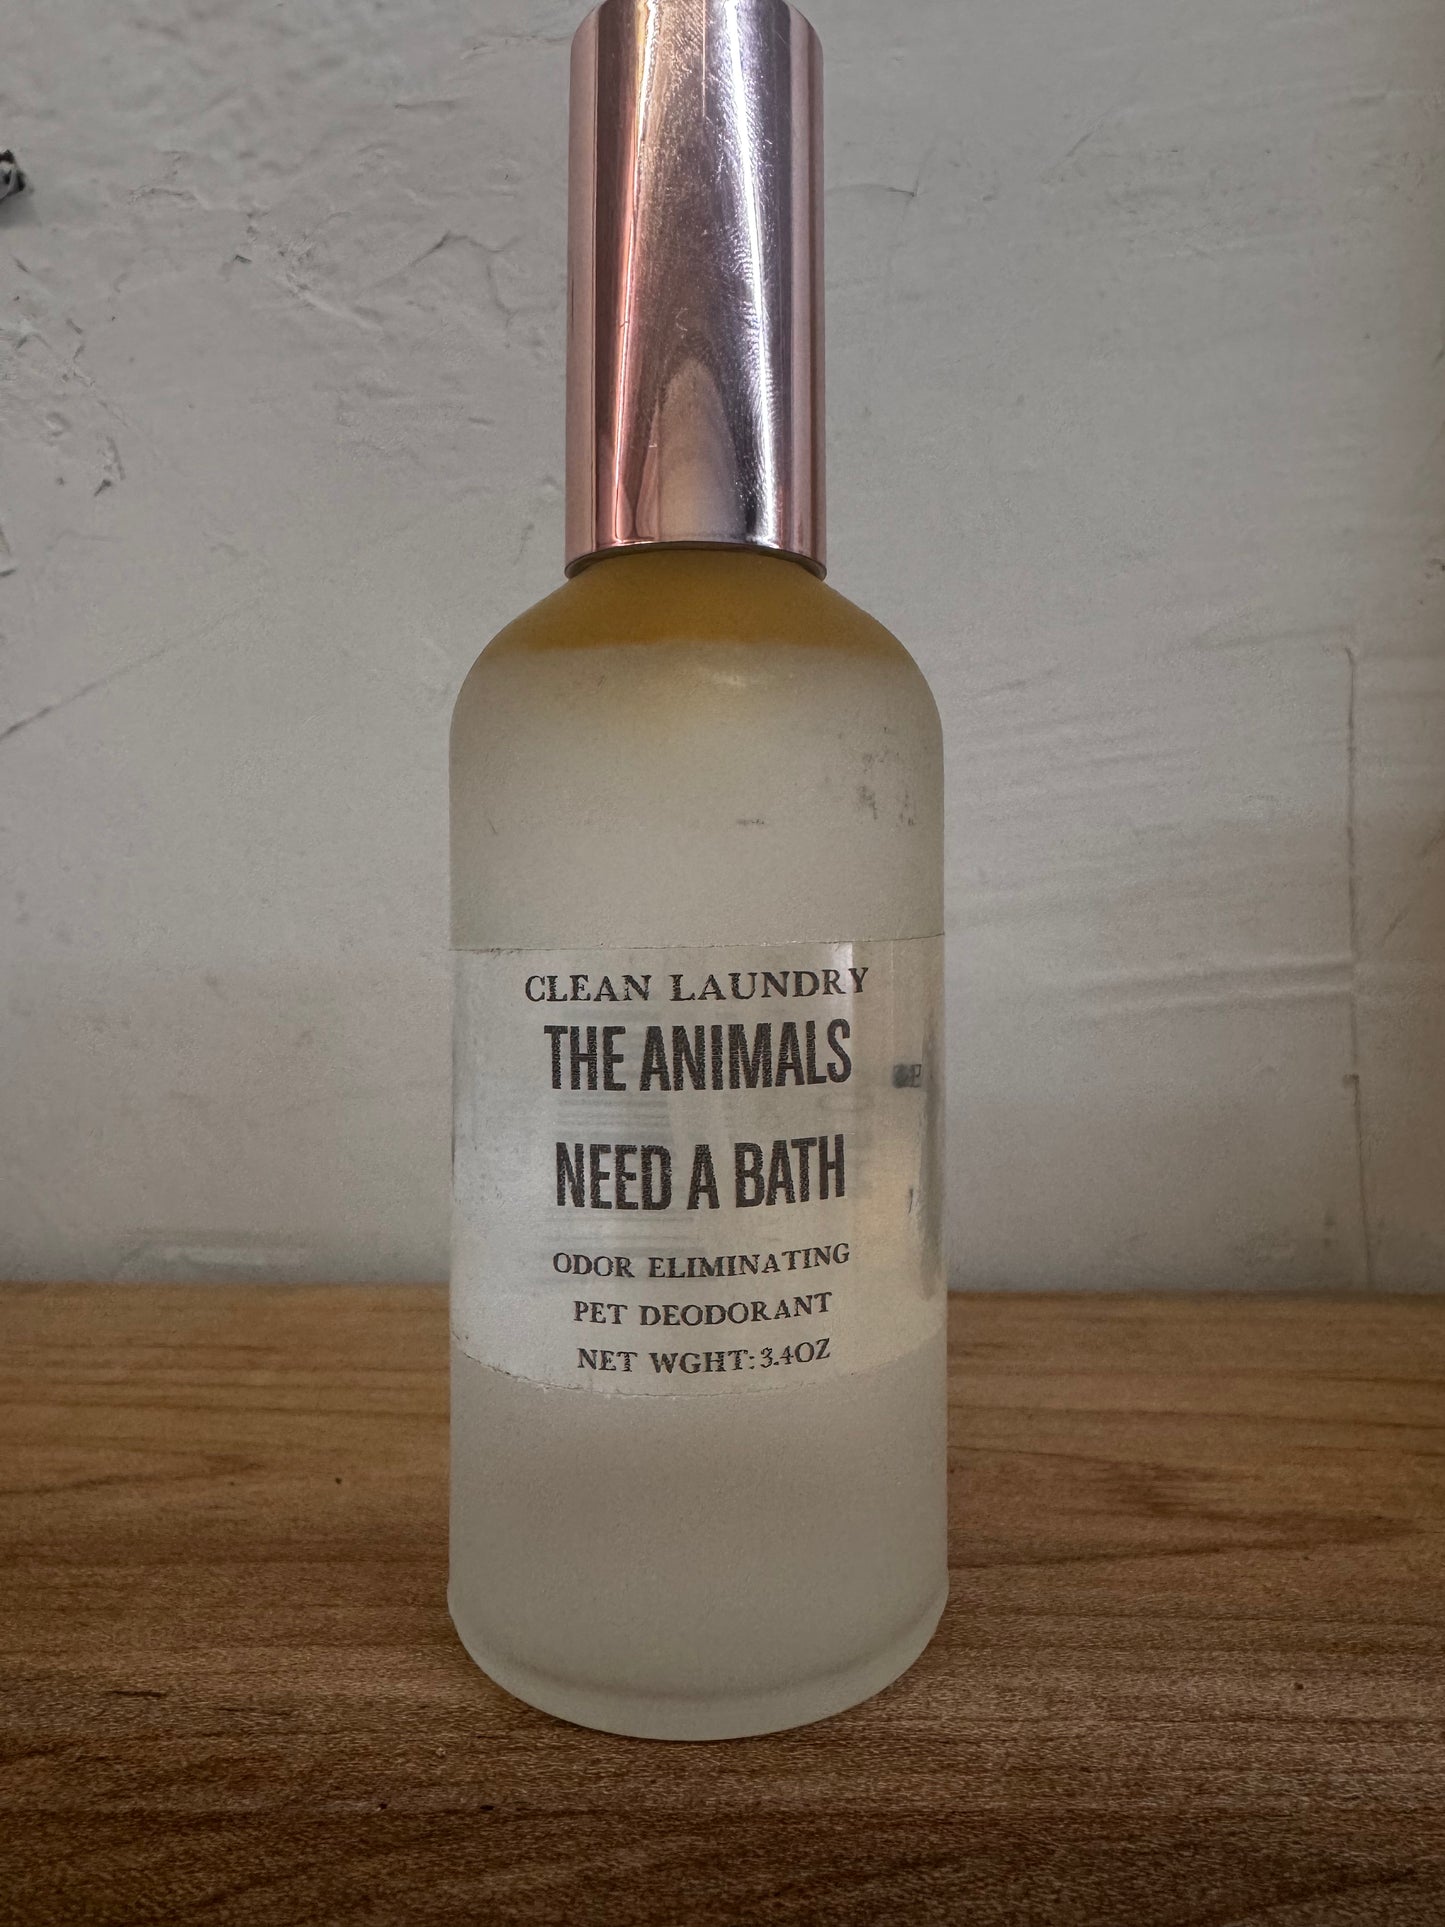 CLEAN LAUNDRY
THE ANIMALS
NEED A BATH
ODOR ELIMINATING
PET DEODORANT
NET WGHT: 3.4OZ